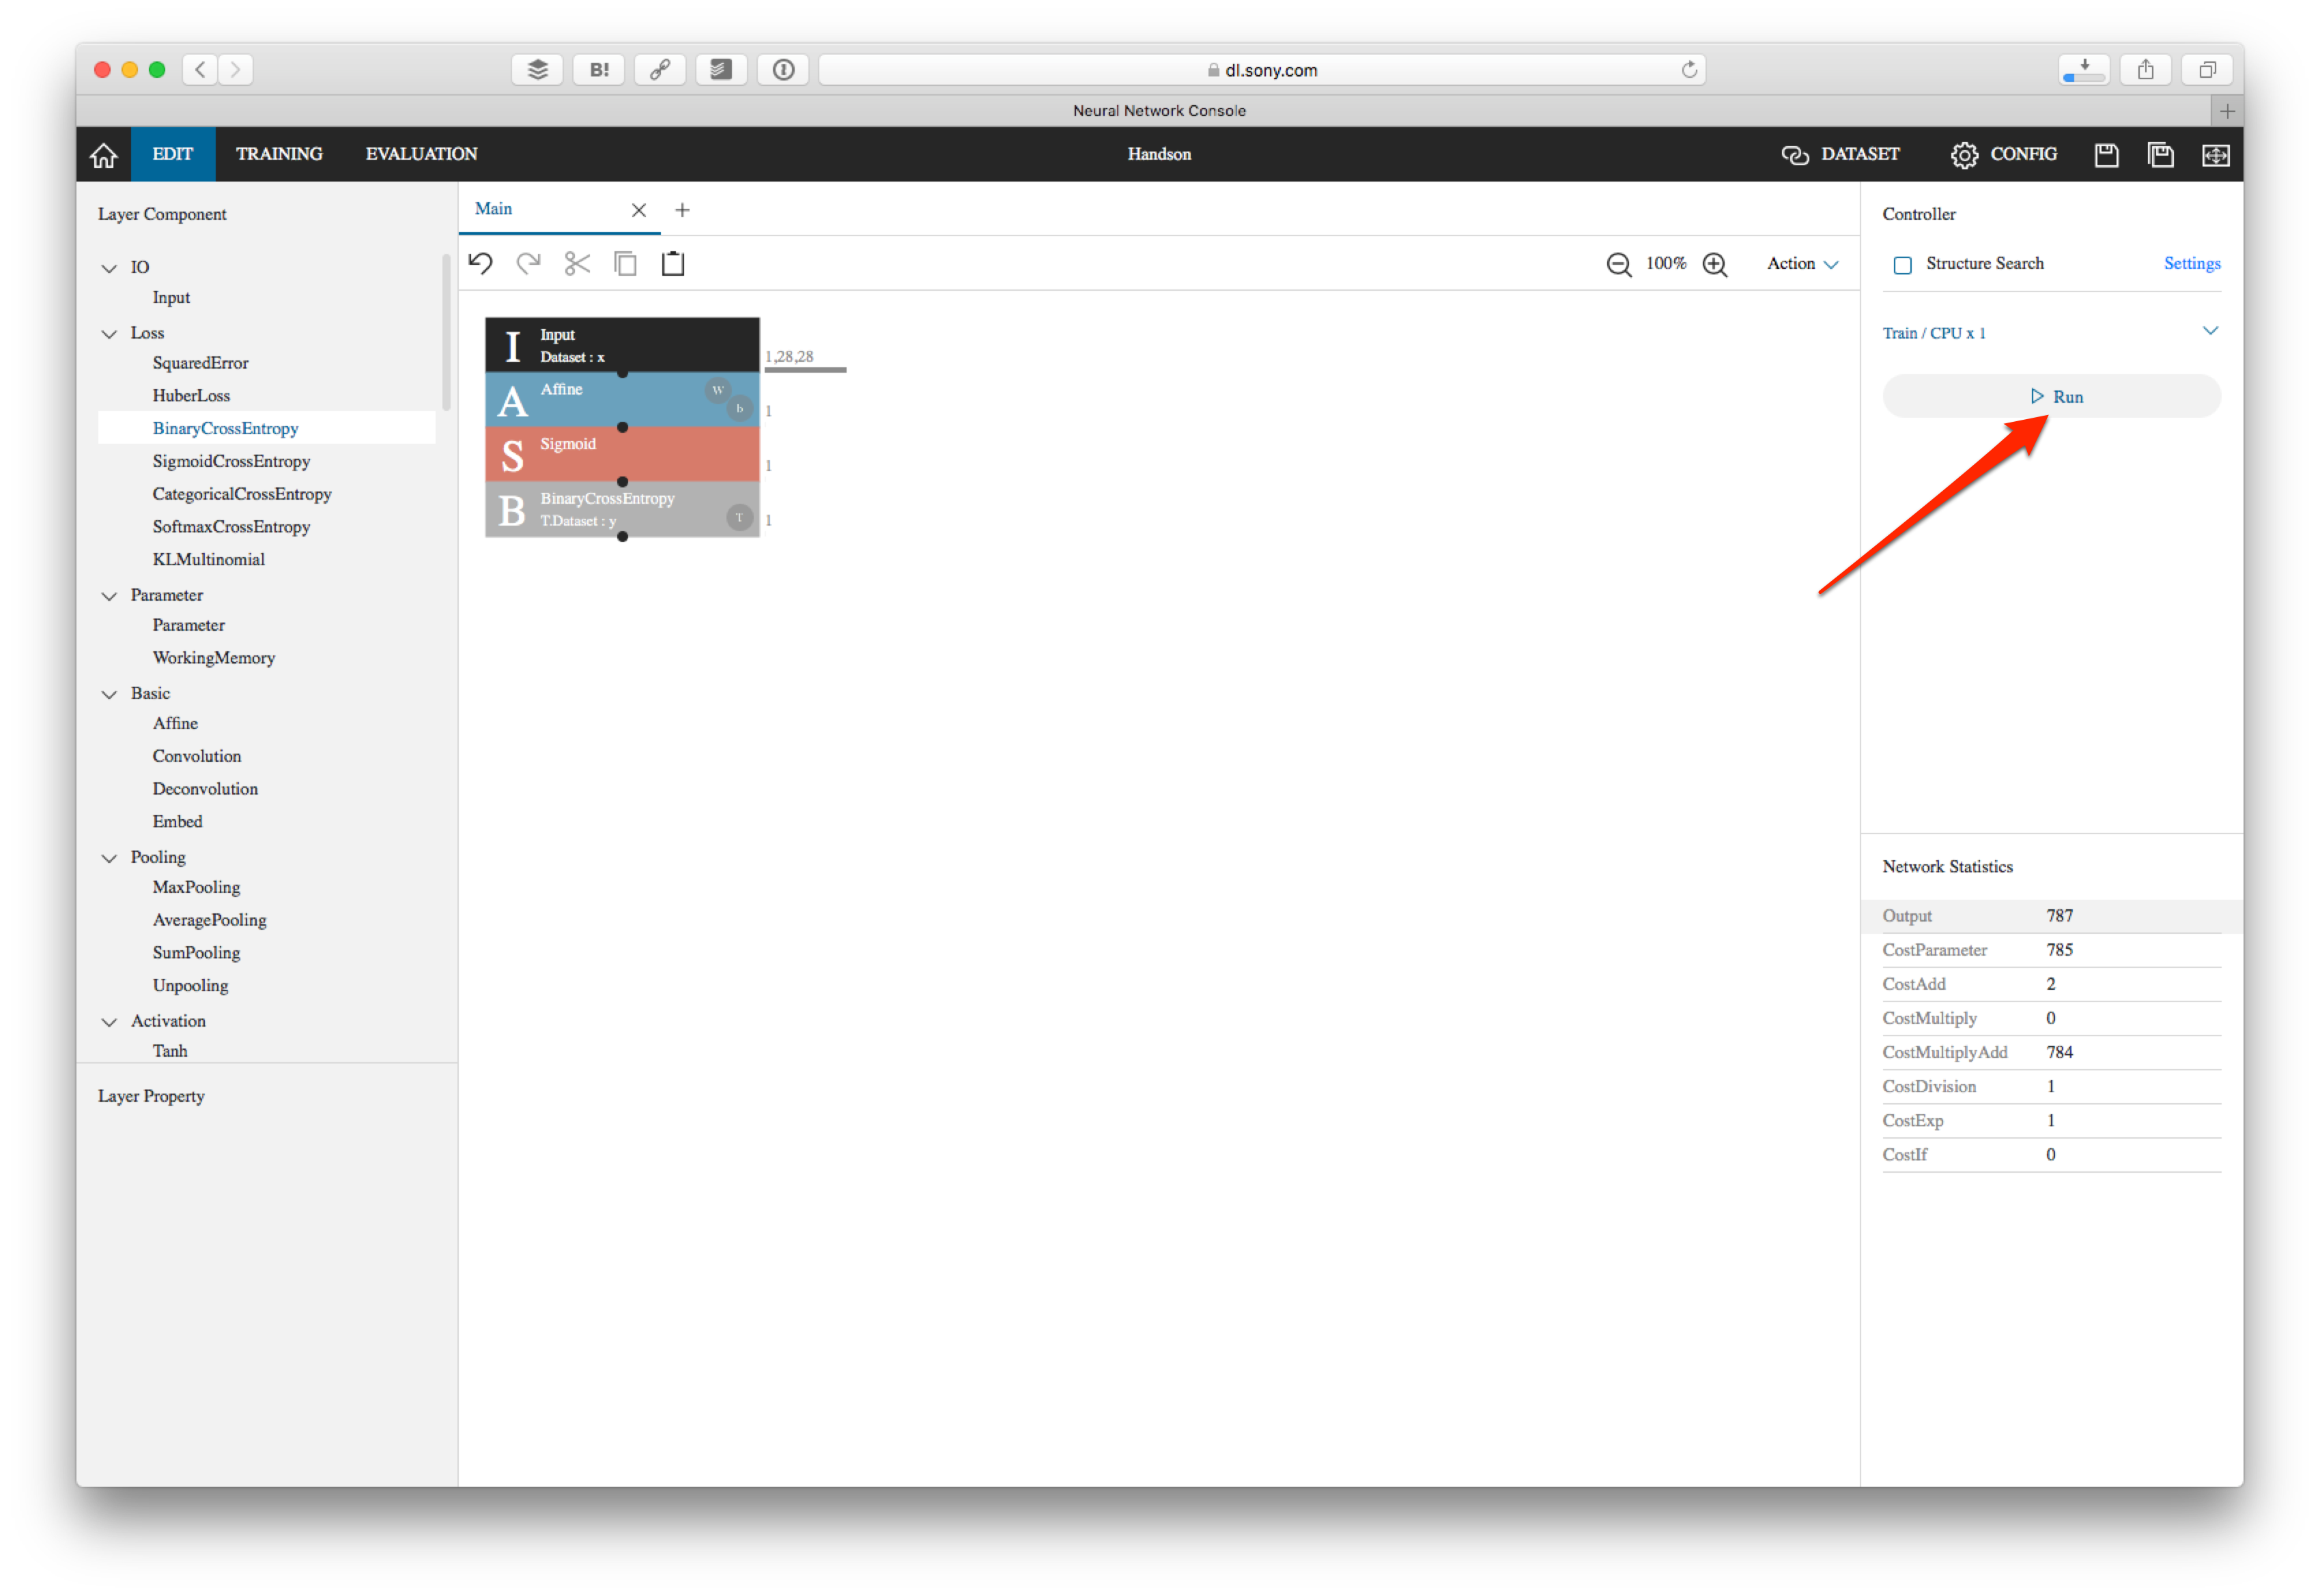 B!
dl.sony.com
Neural Network Console
EDIT
TRAINING
EVALUATION
Handson
DATASET
CONFIG
Layer Component
IO
Input
Loss
SquaredError
HuberLoss
BinaryCrossEntropy
SigmoidCrossEntropy
CategoricalCrossEntropy
SoftmaxCrossEntropy
KLMultinomial
Parameter
Parameter
WorkingMemory
Basic
Affine
Convolution
Deconvolution
Embed
Pooling
MaxPooling
AveragePooling
SumPooling
Unpooling
Activation
Tanh
Layer Property
Main
100%
Action
I
Input
Dataset : x
1,28,28
A
Affine
W
b
1
S
Sigmoid
1
B
BinaryCrossEntropy
T.Dataset : y
T
1
Controller
Structure Search
Settings
Train / CPU x 1
Run
Network Statistics
Output 787
CostParameter 785
CostAdd 2
CostMultiply 0
CostMultiplyAdd 784
CostDivision 1
CostExp 1
CostIf 0